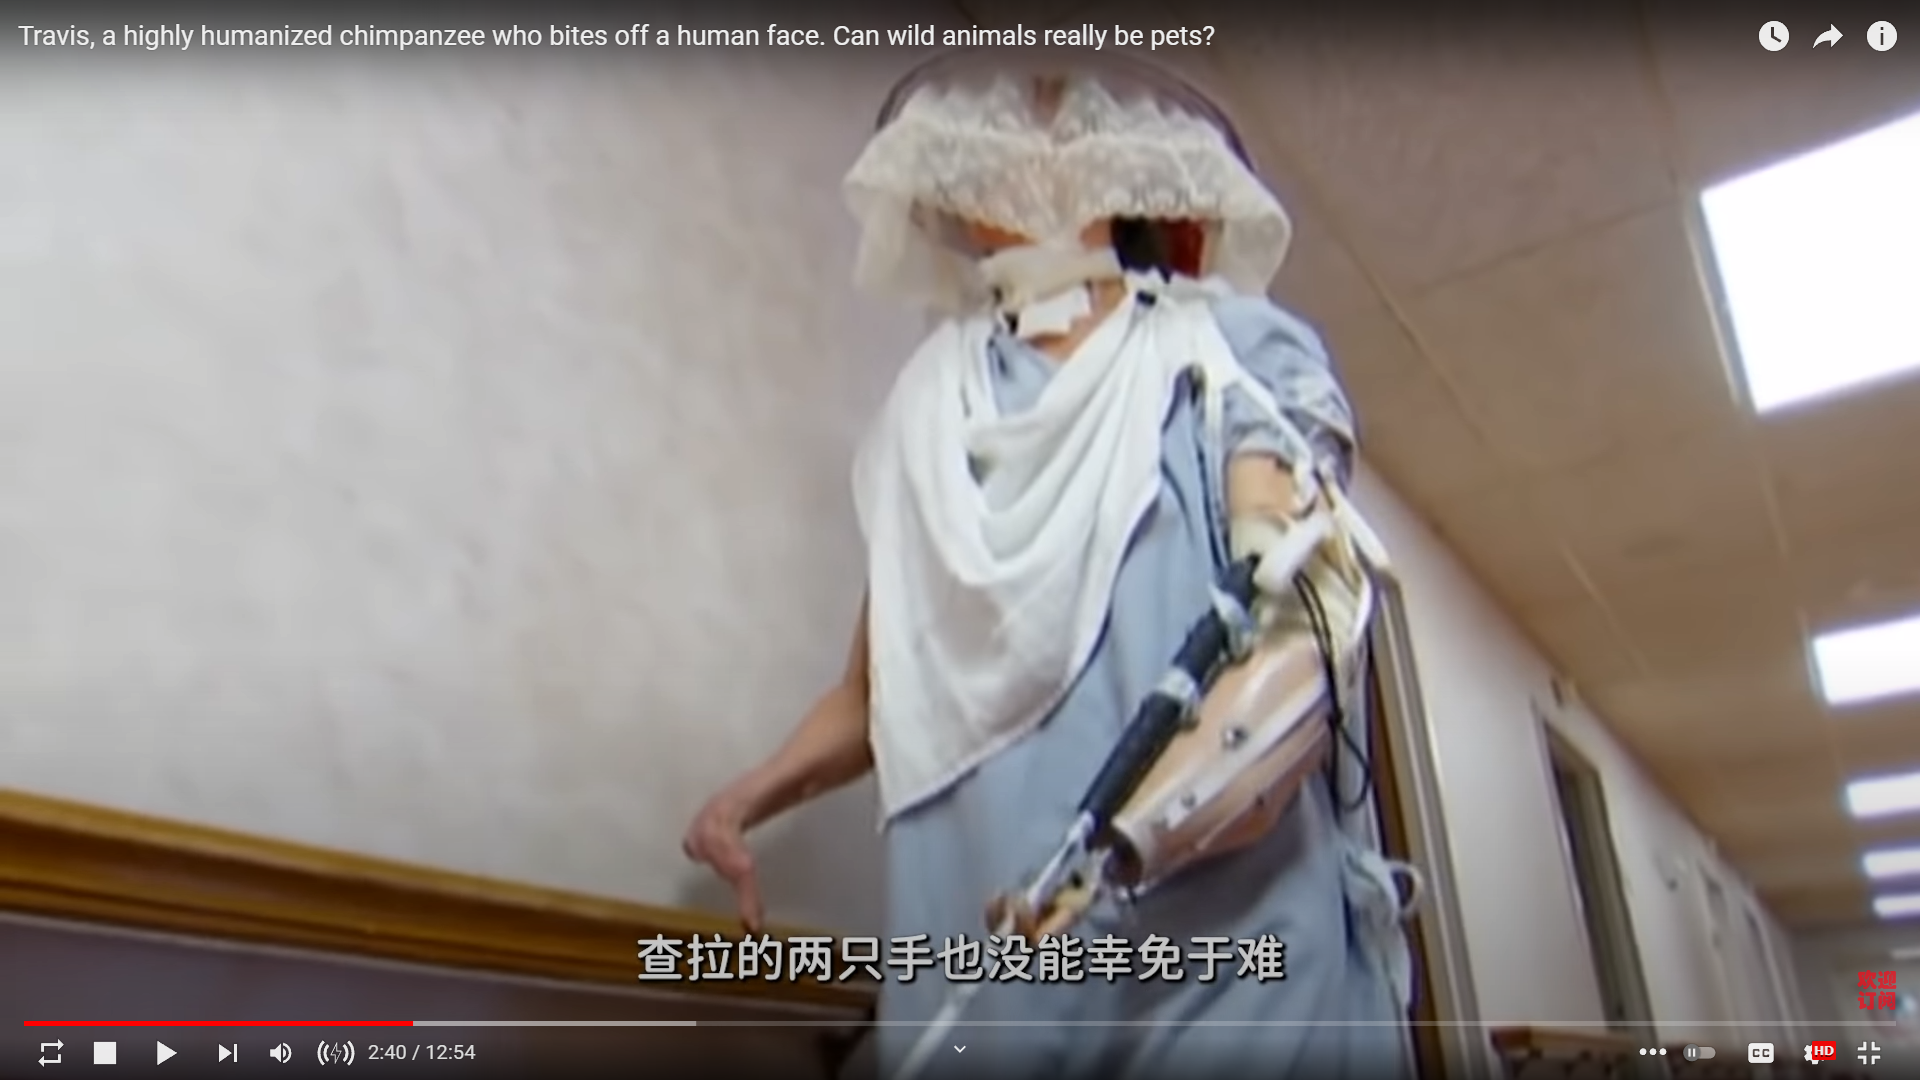 Travis, a highly humanized chimpanzee who bites off a human face. Can wild animals really be pets?
查拉的两只手也没能幸免于难
欢迎
订阅
2:40 / 12:54
CC
HD